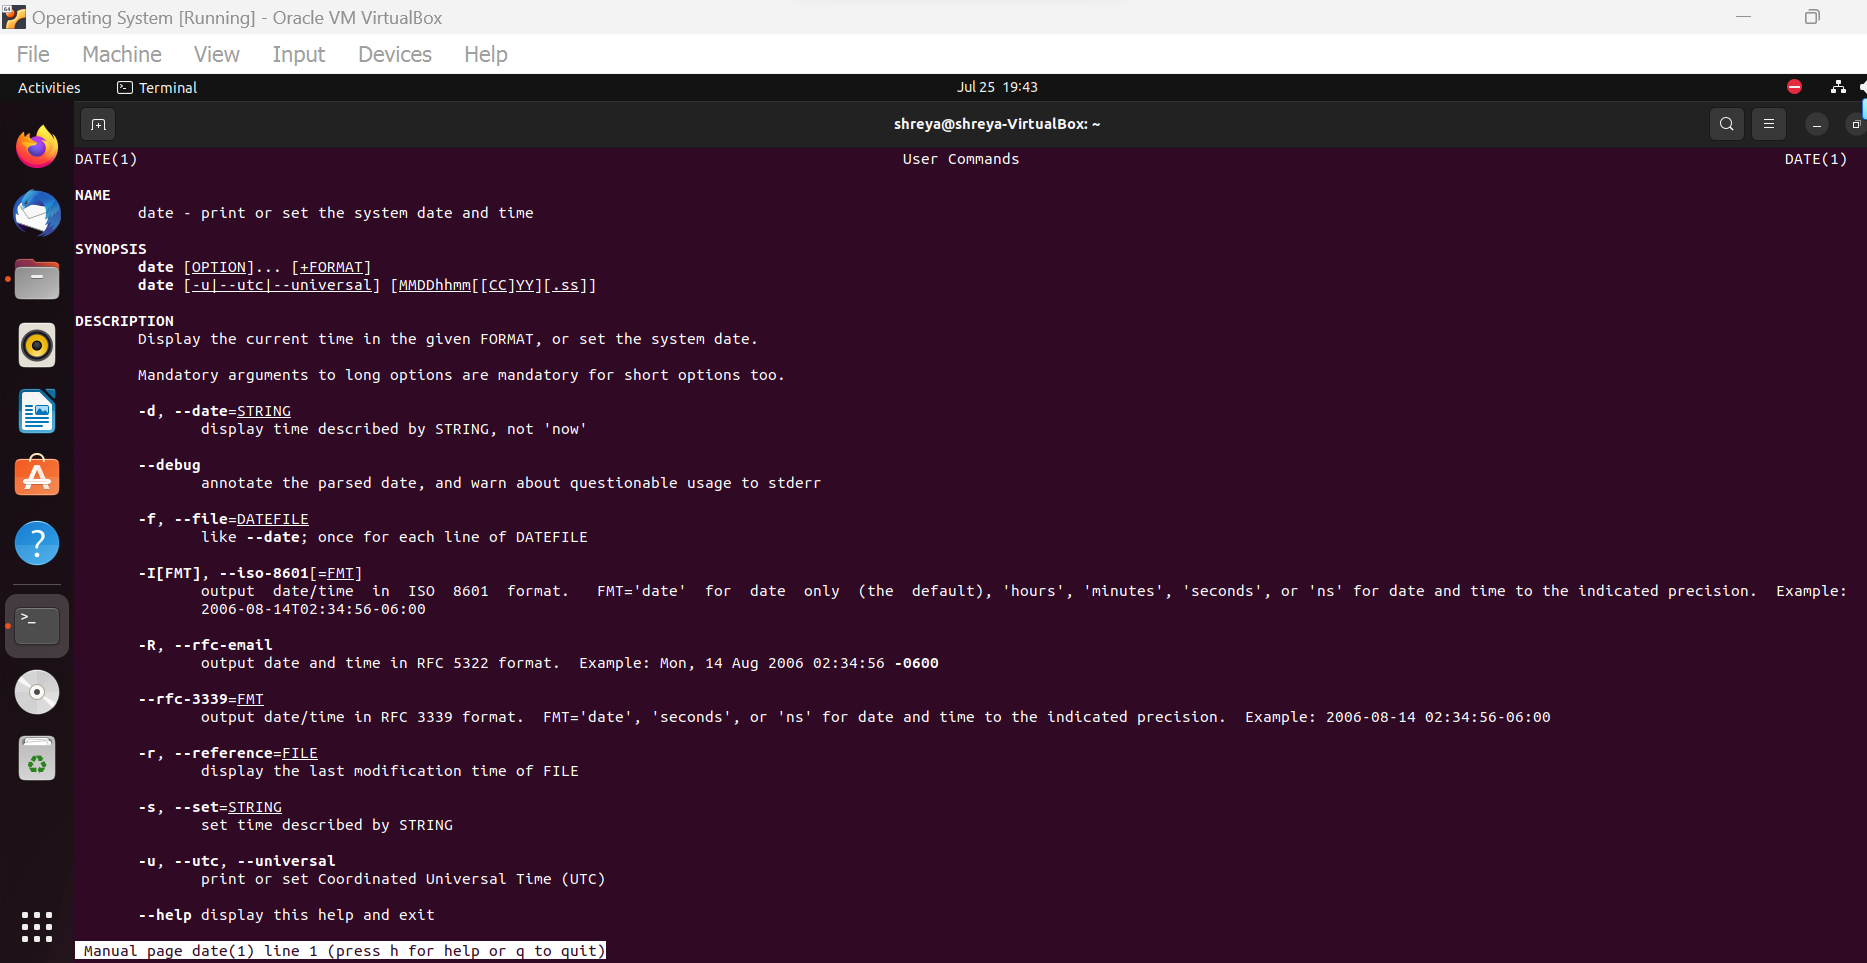 Operating System [Running] - Oracle VM VirtualBox
File Machine View Input Devices Help
Activities Terminal Jul 25 19:43
shreya@shreya-VirtualBox: ~
DATE(1) User Commands DATE(1)
NAME
date - print or set the system date and time
SYNOPSIS
date [OPTION]... [+FORMAT]
date [-u|--utc|--universal] [MMDDhhmm[[CC]YY][.ss]]
DESCRIPTION
Display the current time in the given FORMAT, or set the system date.
Mandatory arguments to long options are mandatory for short options too.
-d, --date=STRING
display time described by STRING, not 'now'
--debug
annotate the parsed date, and warn about questionable usage to stderr
-f, --file=DATEFILE
like --date; once for each line of DATEFILE
-I[FMT], --iso-8601[=FMT]
output date/time in ISO 8601 format. FMT='date' for date only (the default), 'hours', 'minutes', 'seconds', or 'ns' for date and time to the indicated precision. Example:
2006-08-14T02:34:56-06:00
-R, --rfc-email
output date and time in RFC 5322 format. Example: Mon, 14 Aug 2006 02:34:56 -0600
--rfc-3339=FMT
output date/time in RFC 3339 format. FMT='date', 'seconds', or 'ns' for date and time to the indicated precision. Example: 2006-08-14 02:34:56-06:00
-r, --reference=FILE
display the last modification time of FILE
-s, --set=STRING
set time described by STRING
-u, --utc, --universal
print or set Coordinated Universal Time (UTC)
--help display this help and exit
Manual page date(1) line 1 (press h for help or q to quit)